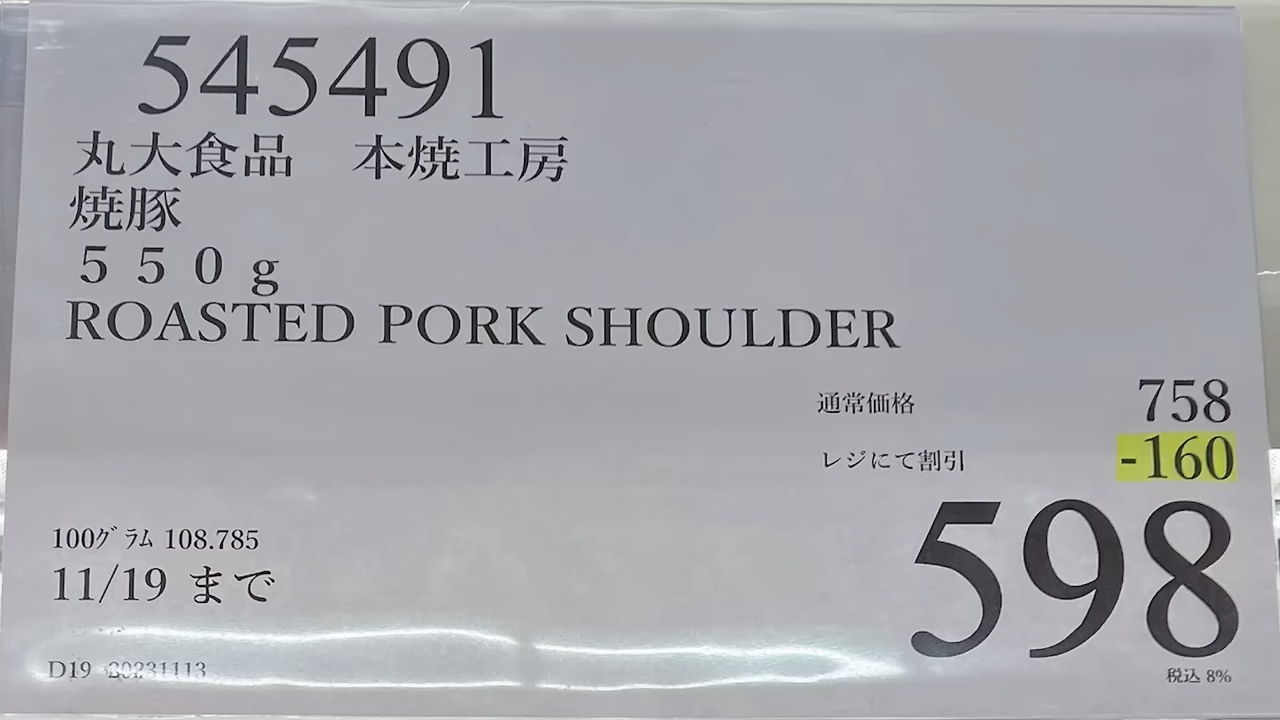 545491
丸大食品　本焼工房
焼豚
５５０ｇ
ROASTED PORK SHOULDER
通常価格 758
レジにて割引 -160
598
100ｸﾞﾗﾑ 108.785
11/19 まで
D19 20231113
税込 8%